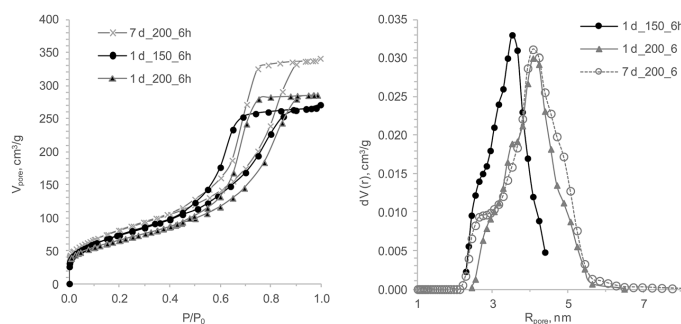 400
350
300
250
200
150
100
50
0
V_pore, cm³/g
7 d_200_6h
1 d_150_6h
1 d_200_6h
0.0 0.2 0.4 0.6 0.8 1.0
P/P₀
0.035
0.030
0.025
0.020
0.015
0.010
0.005
0.000
dV (r), cm³/g
1 d_150_6h
1 d_200_6
7 d_200_6
1 3 5 7
R_pore, nm